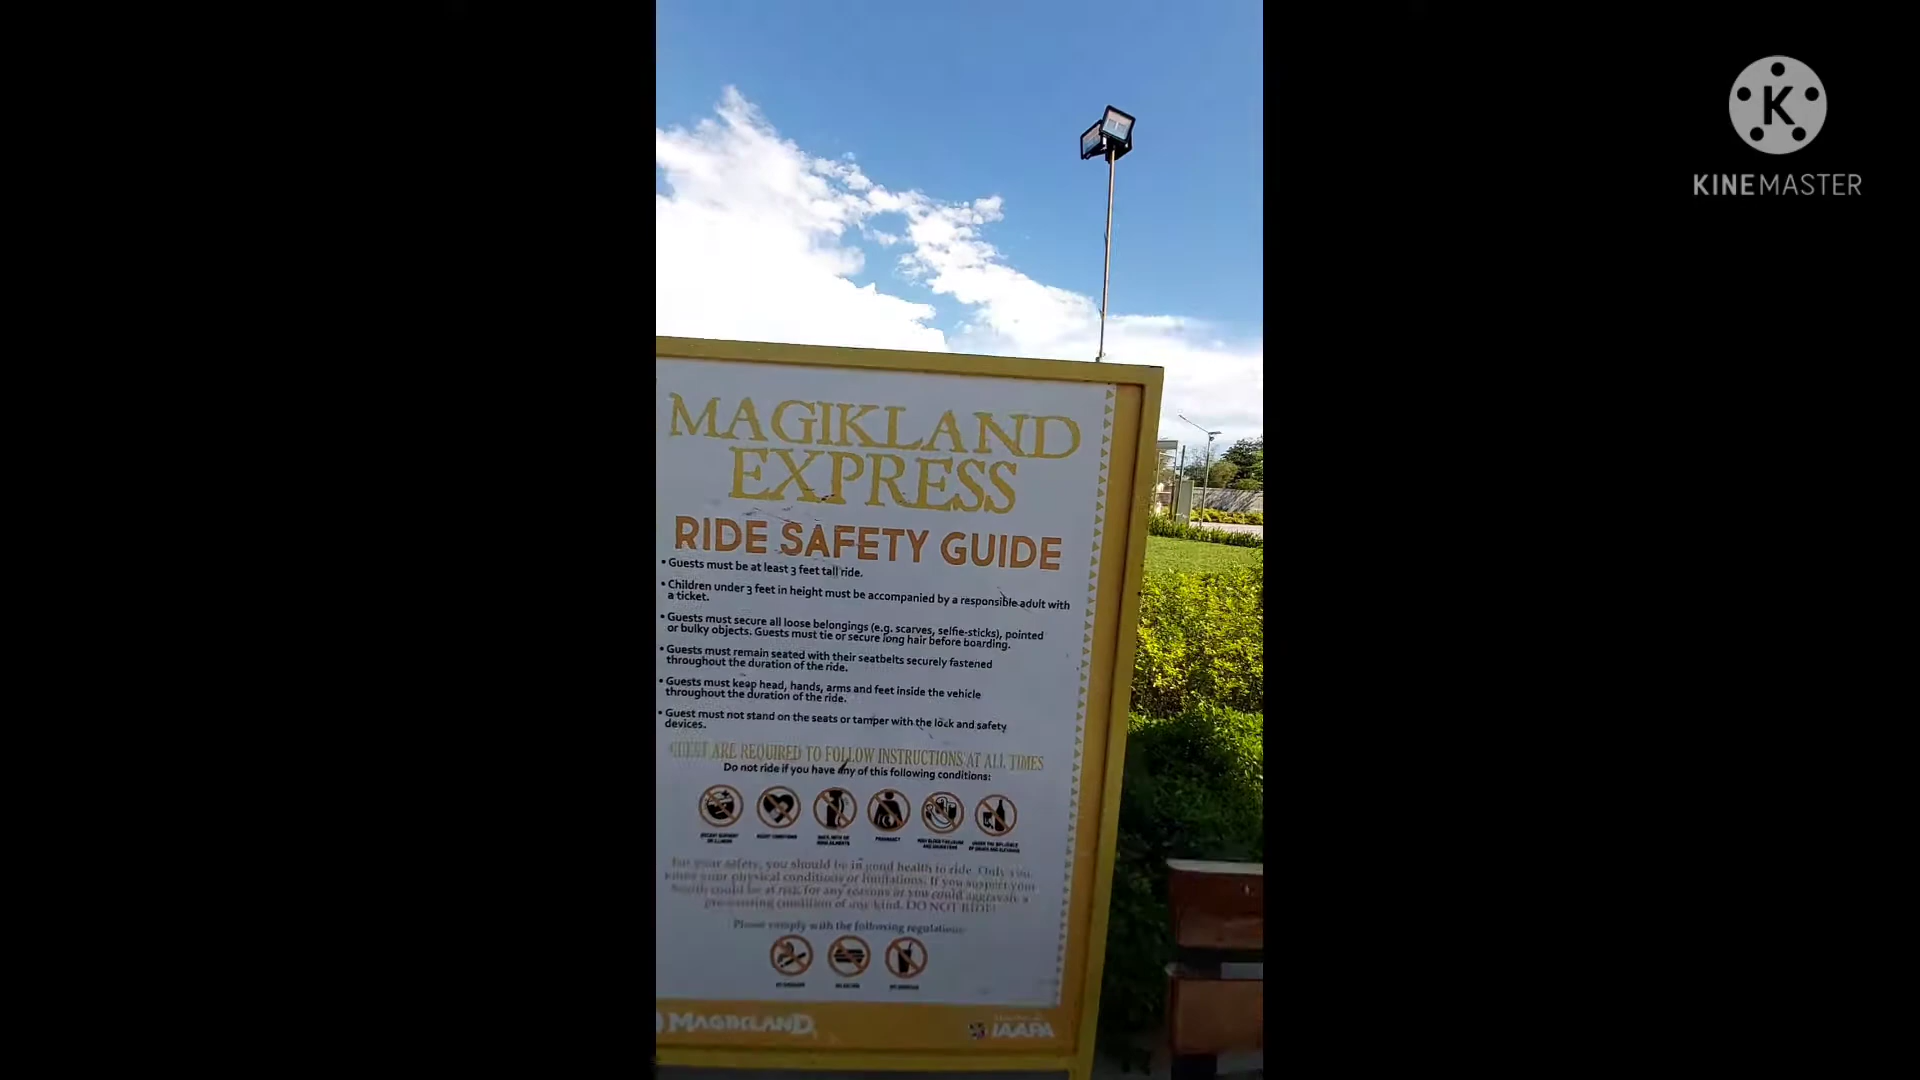 KINEMASTER
MAGIKLAND
EXPRESS
RIDE SAFETY GUIDE
• Guests must be at least 3 feet tall ride.
• Children under 3 feet in height must be accompanied by a responsible adult with
a ticket.
• Guests must secure all loose belongings (e.g. scarves, selfie-sticks), pointed
or bulky objects. Guests must tie or secure long hair before boarding.
• Guests must remain seated with their seatbelts securely fastened
throughout the duration of the ride.
• Guests must keep head, hands, arms and feet inside the vehicle
throughout the duration of the ride.
• Guest must not stand on the seats or tamper with the lock and safety
devices.
GUEST ARE REQUIRED TO FOLLOW INSTRUCTIONS AT ALL TIMES
Do not ride if you have any of this following conditions:
HEART CONDITIONS
PREGNANCY
For your safety, you should be in good health to ride. Only you
know your physical conditions or limitations. If you suspect your
health could be at risk for any reasons or you could aggravate a
pre-existing condition of any kind. DO NOT RIDE!
Please comply with the following regulations:
NO SMOKING
MAGIKLAND
IAAPA